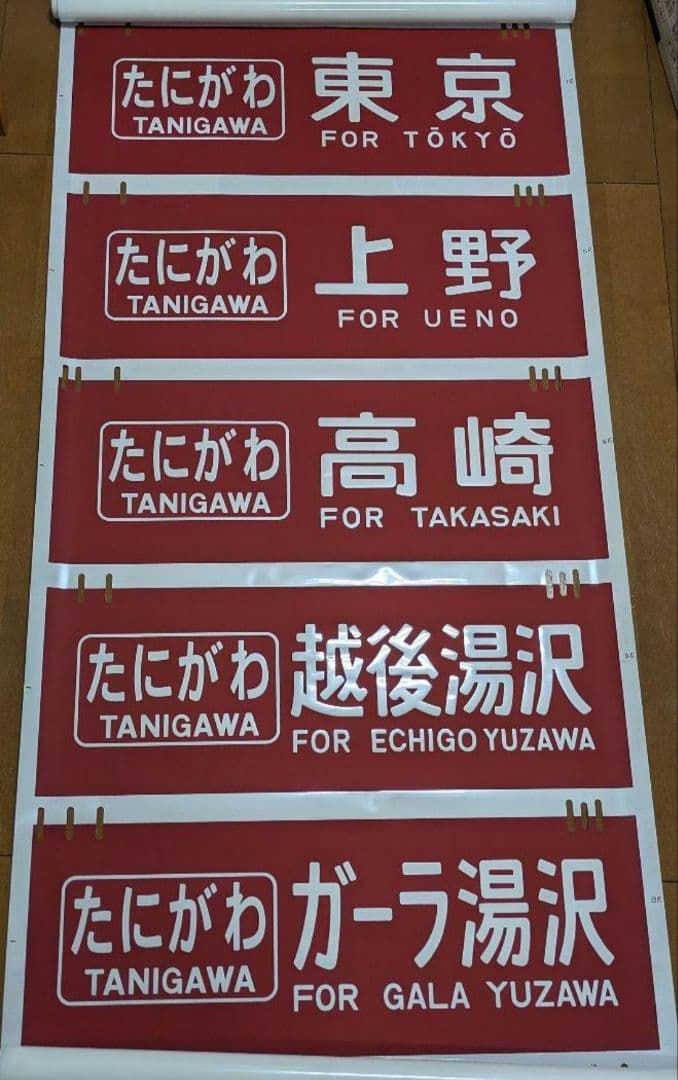 たにがわ 東京
TANIGAWA FOR TŌKYŌ
たにがわ 上野
TANIGAWA FOR UENO
たにがわ 高崎
TANIGAWA FOR TAKASAKI
たにがわ 越後湯沢
TANIGAWA FOR ECHIGO YUZAWA
たにがわ ガーラ湯沢
TANIGAWA FOR GALA YUZAWA